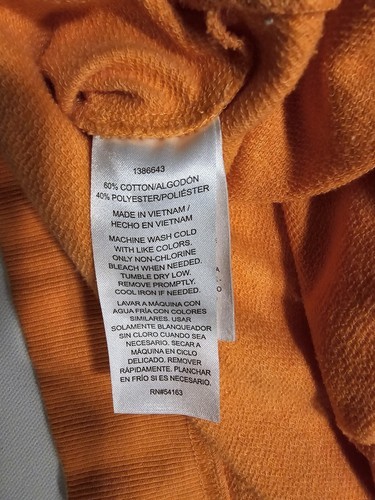 1386643
60% COTTON/ALGODÓN
40% POLYESTER/POLIÉSTER
MADE IN VIETNAM /
HECHO EN VIETNAM
MACHINE WASH COLD
WITH LIKE COLORS.
ONLY NON-CHLORINE
BLEACH WHEN NEEDED.
TUMBLE DRY LOW.
REMOVE PROMPTLY.
COOL IRON IF NEEDED.
LAVAR A MÁQUINA CON
AGUA FRÍA CON COLORES
SIMILARES. USAR
SOLAMENTE BLANQUEADOR
SIN CLORO CUANDO SEA
NECESARIO. SECAR A
MÁQUINA EN CICLO
DELICADO. REMOVER
RÁPIDAMENTE. PLANCHAR
EN FRÍO SI ES NECESARIO.
RN#54163